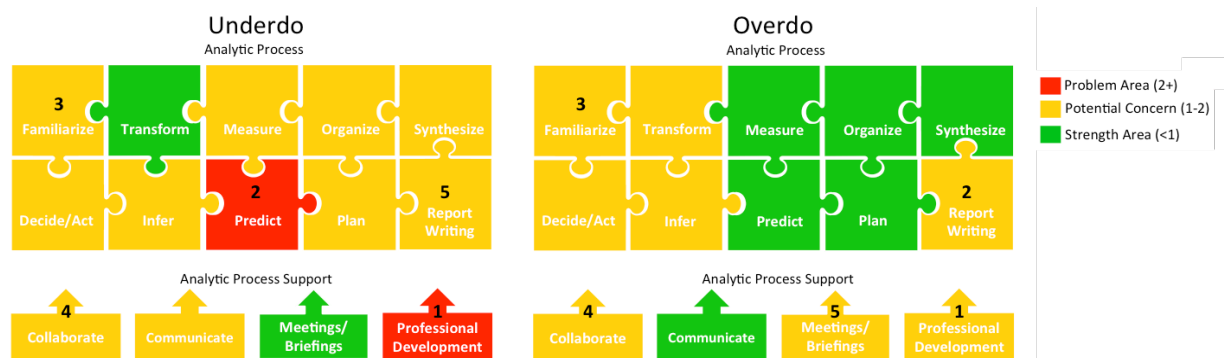 Underdo
Analytic Process
3
Familiarize
Transform
Measure
Organize
Synthesize
Decide/Act
Infer
2
Predict
Plan
5
Report
Writing
Analytic Process Support
4
Collaborate
Communicate
Meetings/
Briefings
1
Professional
Development
Overdo
Analytic Process
3
Familiarize
Transform
Measure
Organize
Synthesize
Decide/Act
Infer
Predict
Plan
2
Report
Writing
Analytic Process Support
4
Collaborate
Communicate
5
Meetings/
Briefings
1
Professional
Development
Problem Area (2+)
Potential Concern (1-2)
Strength Area (<1)